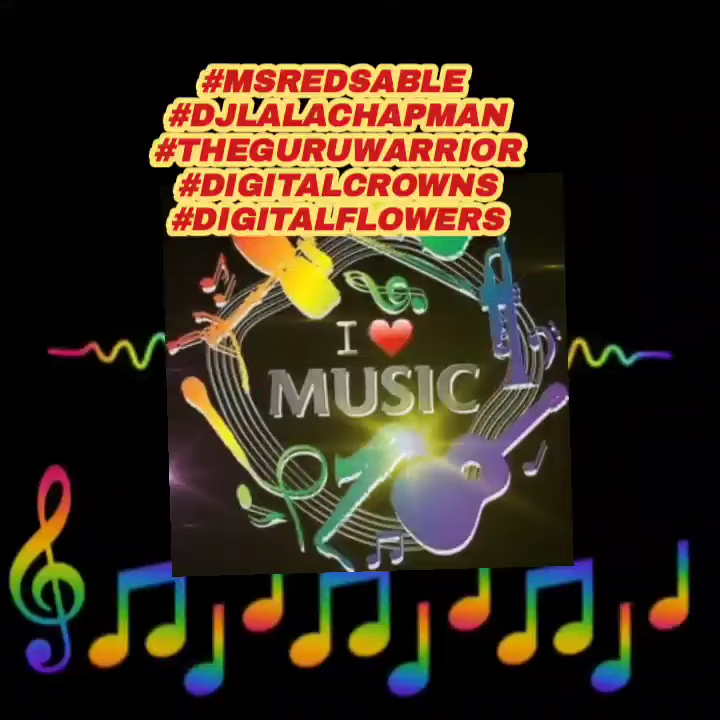 #MSREDSABLE
#DJLALACHAPMAN
#THEGURUWARRIOR
#DIGITALCROWNS
#DIGITALFLOWERS
I ❤️
MUSIC